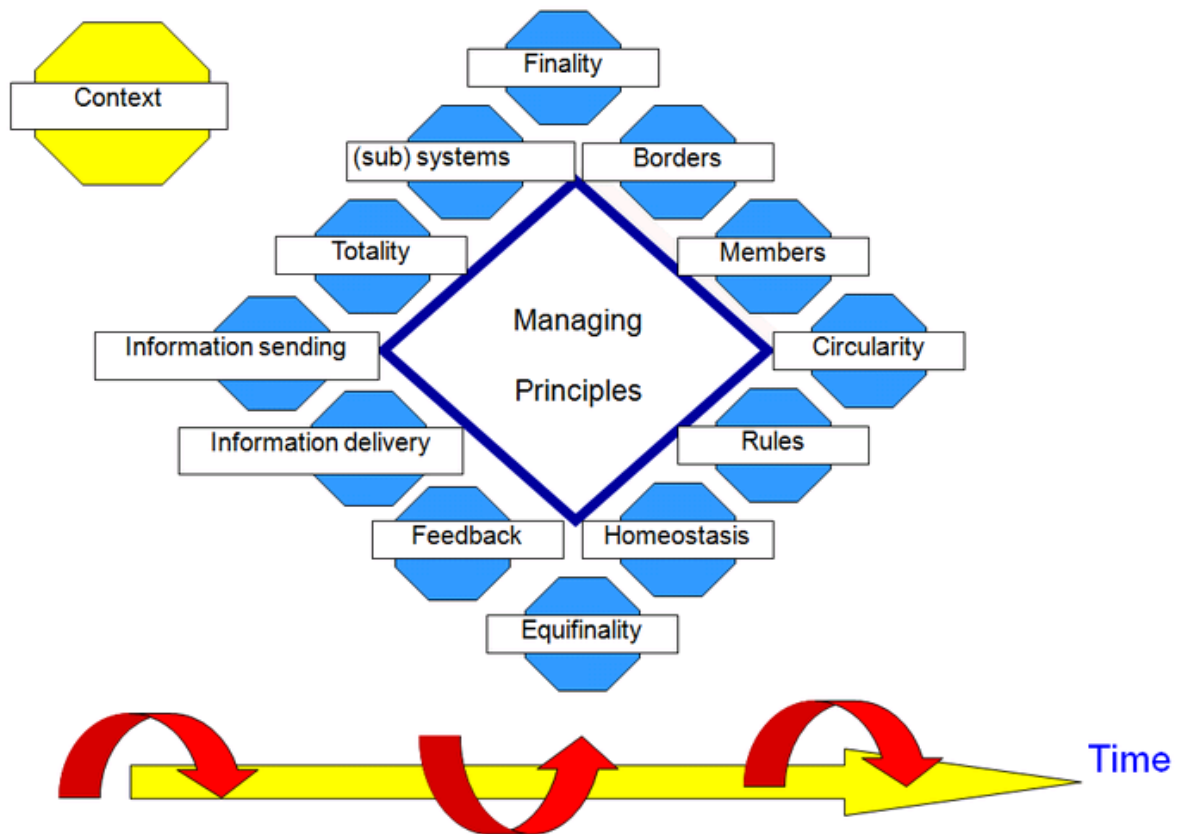 Finality
Context
(sub) systems
Borders
Totality
Members
Managing
Principles
Information sending
Circularity
Information delivery
Rules
Feedback
Homeostasis
Equifinality
Time